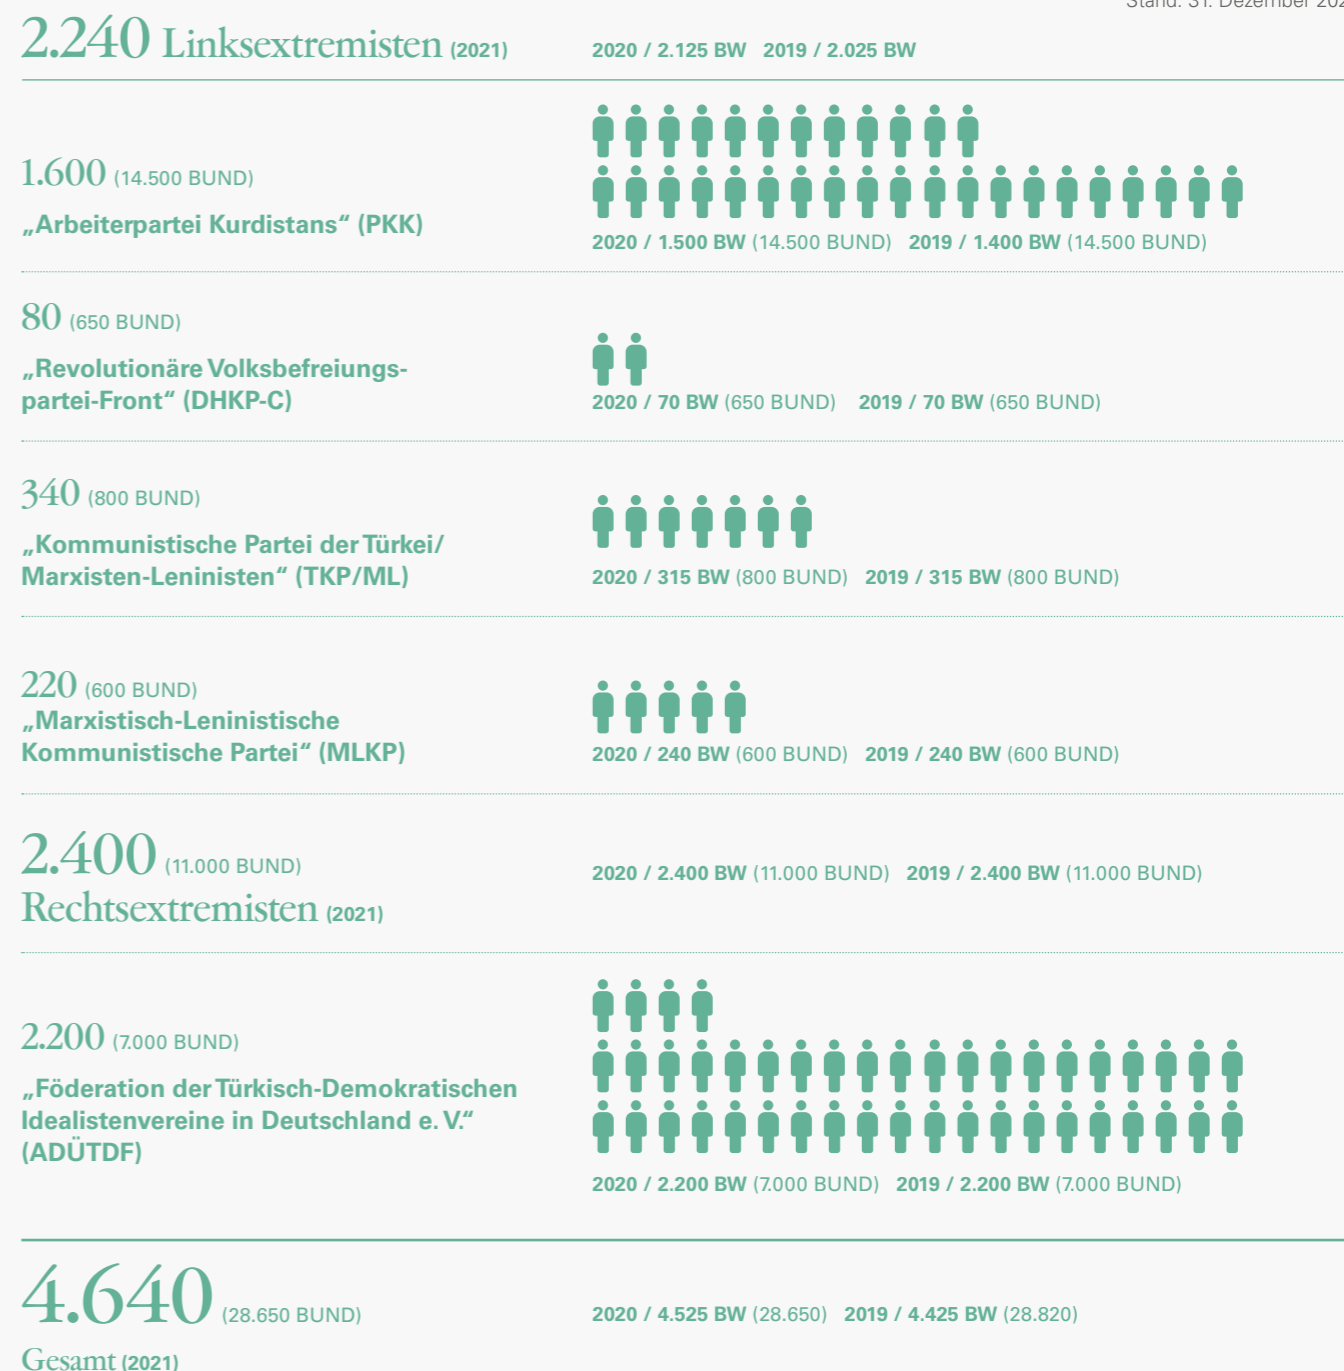 Stand: 31. Dezember
2.240 Linksextremisten (2021) 2020 / 2.125 BW 2019 / 2.025 BW
1.600 (14.500 BUND)
„Arbeiterpartei Kurdistans“ (PKK)
2020 / 1.500 BW (14.500 BUND) 2019 / 1.400 BW (14.500 BUND)
80 (650 BUND)
„Revolutionäre Volksbefreiungs-
partei-Front“ (DHKP-C)
2020 / 70 BW (650 BUND) 2019 / 70 BW (650 BUND)
340 (800 BUND)
„Kommunistische Partei der Türkei/
Marxisten-Leninisten“ (TKP/ML)
2020 / 315 BW (800 BUND) 2019 / 315 BW (800 BUND)
220 (600 BUND)
„Marxistisch-Leninistische
Kommunistische Partei“ (MLKP)
2020 / 240 BW (600 BUND) 2019 / 240 BW (600 BUND)
2.400 (11.000 BUND)
Rechtsextremisten (2021)
2020 / 2.400 BW (11.000 BUND) 2019 / 2.400 BW (11.000 BUND)
2.200 (7.000 BUND)
„Föderation der Türkisch-Demokratischen
Idealistenvereine in Deutschland e. V.“
(ADÜTDF)
2020 / 2.200 BW (7.000 BUND) 2019 / 2.200 BW (7.000 BUND)
4.640 (28.650 BUND)
Gesamt (2021)
2020 / 4.525 BW (28.650) 2019 / 4.425 BW (28.820)